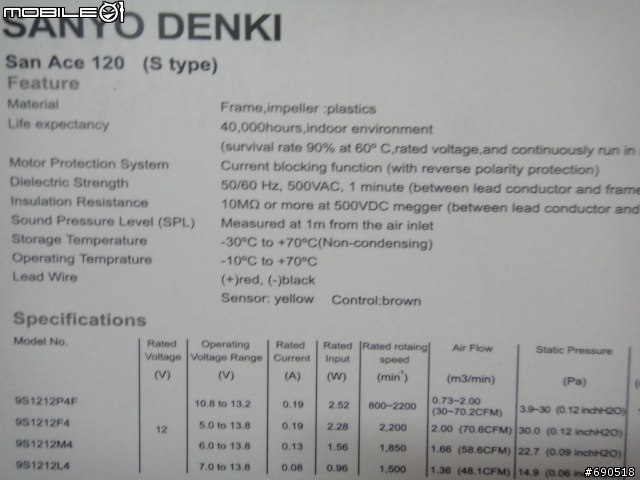 MOBILE01
SANYO DENKI
San Ace 120 (S type)
Feature
Material Frame,impeller :plastics
Life expectancy 40,000hours,indoor environment
(survival rate 90% at 60º C,rated voltage,and continuously run in
Motor Protection System Current blocking function (with reverse polarity protection)
Dielectric Strength 50/60 Hz, 500VAC, 1 minute (between lead conductor and frame
Insulation Resistance 10MΩ or more at 500VDC megger (between lead conductor and
Sound Pressure Level (SPL) Measured at 1m from the air inlet
Storage Temperature -30ºC to +70ºC(Non-condensing)
Operating Temprature -10ºC to +70ºC
Lead Wire (+)red, (-)black
Sensor: yellow Control:brown
Specifications
Model No. Rated Voltage (V) Operating Voltage Range (V) Rated Current (A) Rated Input (W) Rated rotaing speed (min⁻¹) Air Flow (m3/min) Static Pressure (Pa)
9S1212P4F 10.8 to 13.2 0.19 2.52 800~2200 0.73~2.00 (30~70.2CFM) 3.9~30 (0.12 inchH2O)
9S1212F4 12 5.0 to 13.8 0.19 2.28 2,200 2.00 (70.6CFM) 30.0 (0.12 inchH2O)
9S1212M4 6.0 to 13.8 0.13 1.56 1,850 1.66 (58.6CFM) 22.7 (0.09 inchH2O)
9S1212L4 7.0 to 13.8 0.08 0.96 1,500 1.36 (48.1CFM) 14.9 (0.06 inchH2O)
#690518